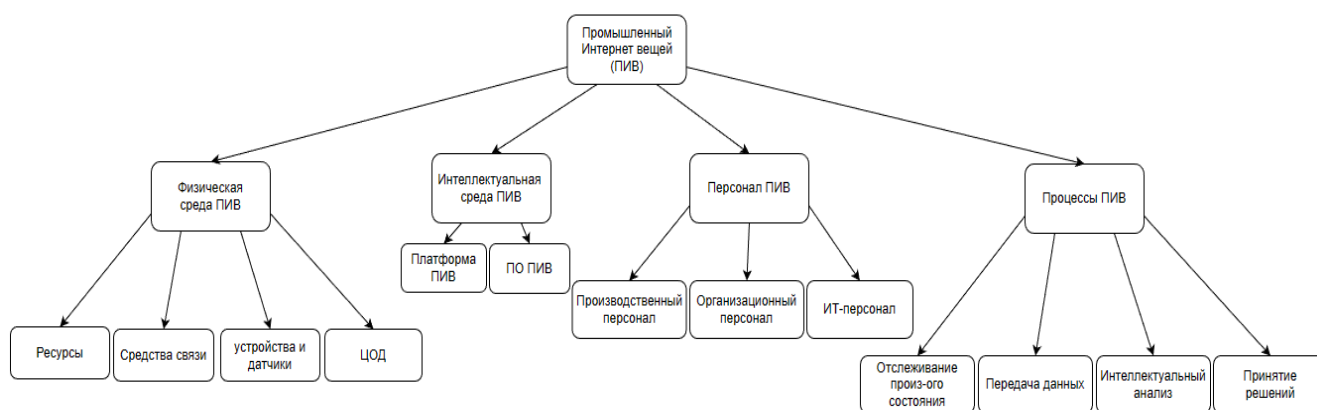 Промышленный
Интернет вещей
(ПИВ)
Физическая
среда ПИВ
Интеллектуальная
среда ПИВ
Персонал ПИВ
Процессы ПИВ
Платформа
ПИВ
ПО ПИВ
Производственный
персонал
Организационный
персонал
ИТ-персонал
Ресурсы
Средства связи
устройства и
датчики
ЦОД
Отслеживание
произ-ого
состояния
Передача данных
Интеллектуальный
анализ
Принятие
решений